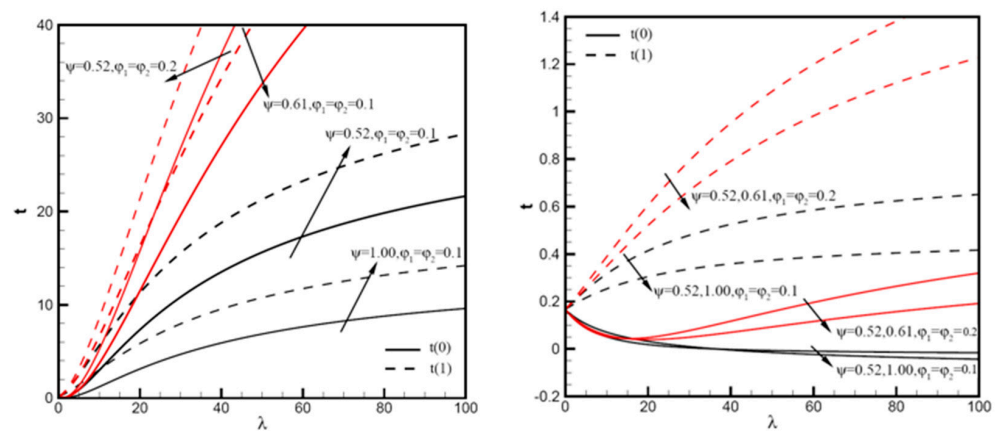 40
30
20
10
0
t
ψ=0.52,φ1=φ2=0.2
ψ=0.61,φ1=φ2=0.1
ψ=0.52,φ1=φ2=0.1
ψ=1.00,φ1=φ2=0.1
t(0)
t(1)
0 20 40 60 80 100
λ
1.4
1.2
1
0.8
0.6
0.4
0.2
0
-0.2
t
t(0)
t(1)
ψ=0.52,0.61,φ1=φ2=0.2
ψ=0.52,1.00,φ1=φ2=0.1
ψ=0.52,0.61,φ1=φ2=0.2
ψ=0.52,1.00,φ1=φ2=0.1
0 20 40 60 80 100
λ